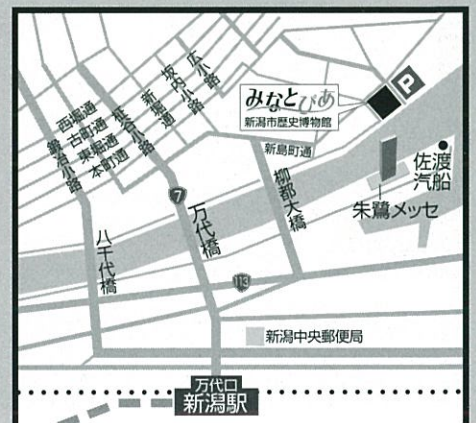 西堀通
古町通
東堀通
本町通
鍛冶小路
柾谷小路
新堀通
坂内小路
広小路
P
みなとぴあ
新潟市歴史博物館
新島町通
佐渡
汽船
朱鷺メッセ
7
万代橋
柳都大橋
八千代橋
113
新潟中央郵便局
万代口
新潟駅